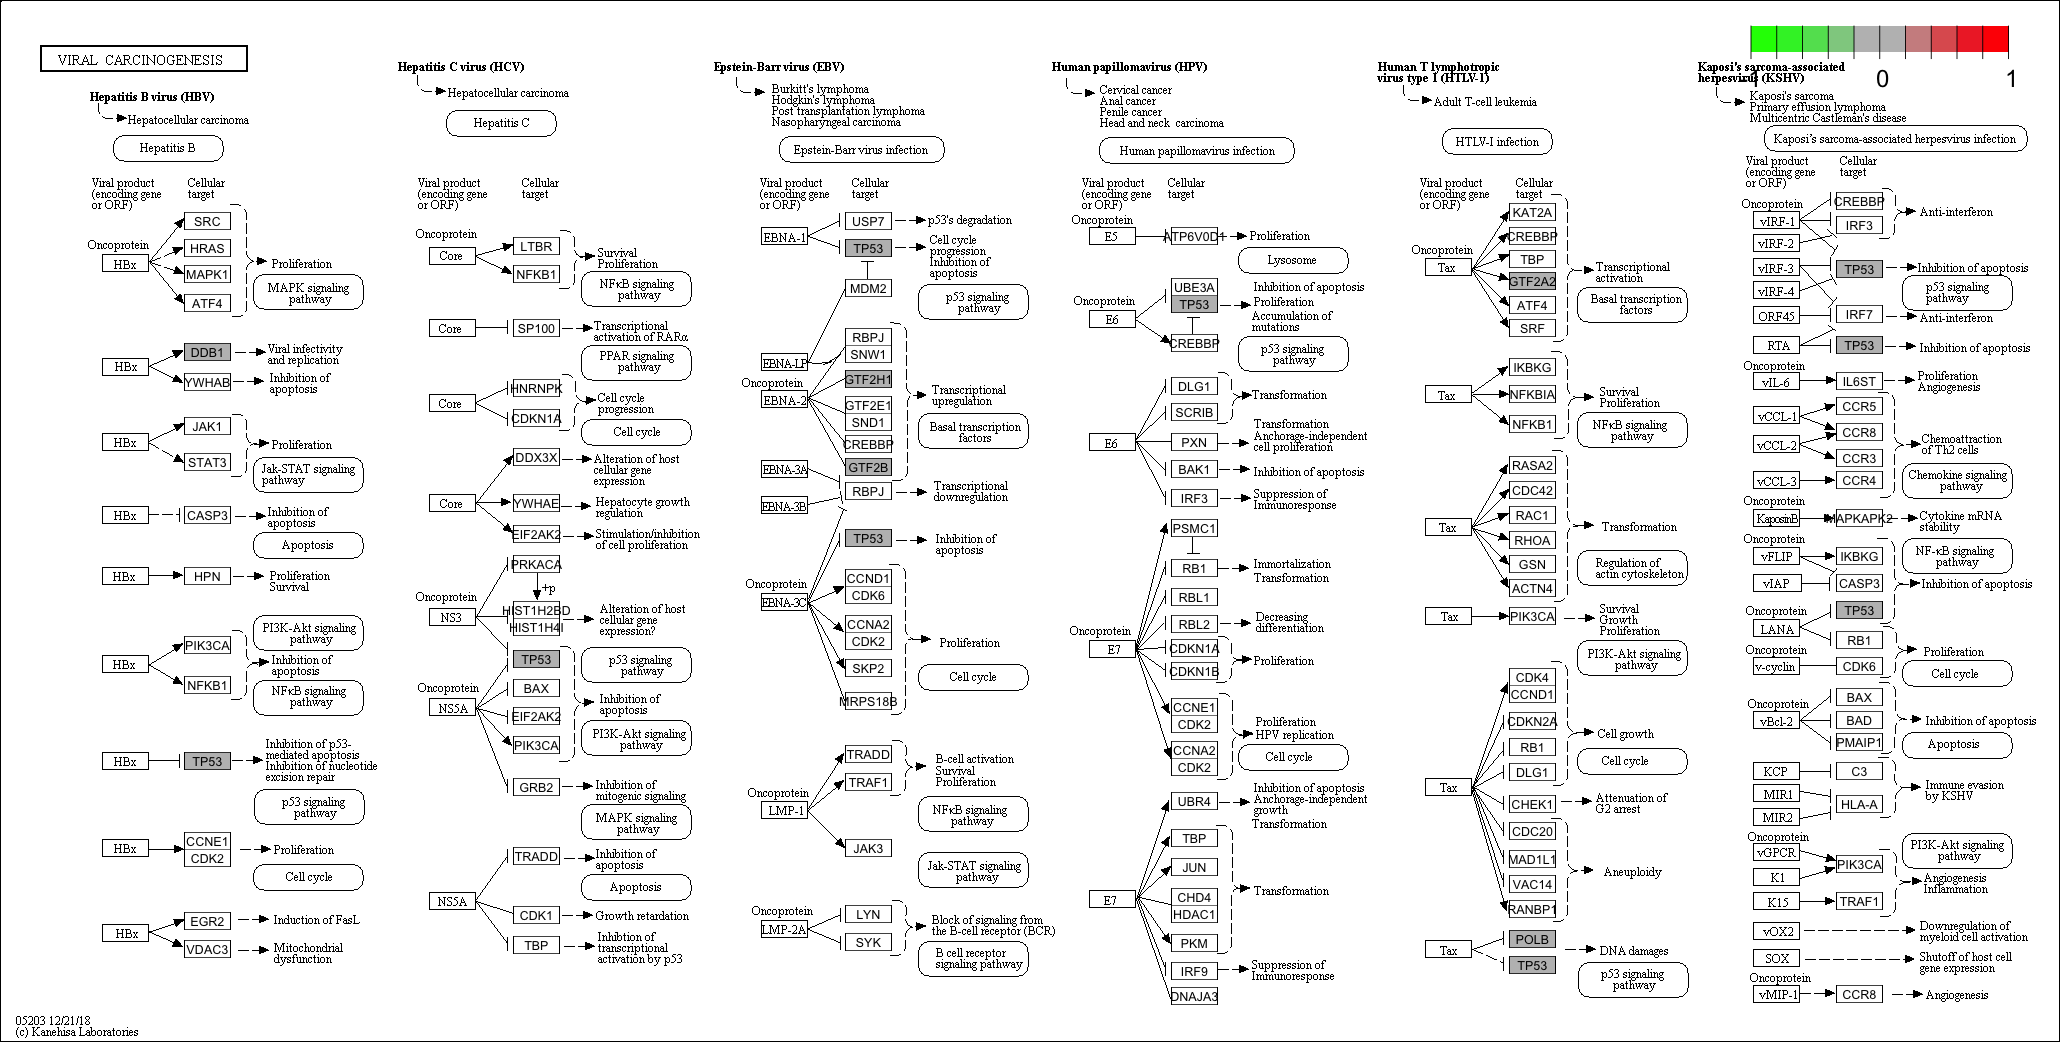 VIRAL CARCINOGENESIS
Hepatitis B virus (HBV)
Hepatocellular carcinoma
Hepatitis B
Viral product
(encoding gene
or ORF)
Cellular
target
Oncoprotein
HBx
SRC
HRAS
MAPK1
ATF4
Proliferation
MAPK signaling
pathway
HBx
DDB1
YWHAB
Viral infectivity
and replication
Inhibition of
apoptosis
HBx
JAK1
STAT3
Proliferation
Jak-STAT signaling
pathway
HBx
CASP3
Inhibition of
apoptosis
Apoptosis
HBx
HPN
Proliferation
Survival
PI3K-Akt signaling
pathway
HBx
PIK3CA
NFKB1
Inhibition of
apoptosis
NFκB signaling
pathway
HBx
TP53
Inhibition of p53-
mediated apoptosis
Inhibition of nucleotide
excision repair
p53 signaling
pathway
HBx
CCNE1
CDK2
Proliferation
Cell cycle
HBx
EGR2
VDAC3
Induction of FasL
Mitochondrial
dysfunction
05203 12/21/18
(c) Kanehisa Laboratories
Hepatitis C virus (HCV)
Hepatocellular carcinoma
Hepatitis C
Viral product
(encoding gene
or ORF)
Cellular
target
Oncoprotein
Core
LTBR
NFKB1
Survival
Proliferation
NFκB signaling
pathway
Core
SP100
Transcriptional
activation of RARα
PPAR signaling
pathway
Core
HNRNPK
CDKN1A
Cell cycle
progression
Cell cycle
Core
DDX3X
YWHAE
EIF2AK2
Alteration of host
cellular gene
expression
Hepatocyte growth
regulation
Stimulation/inhibition
of cell proliferation
PRKACA
+p
Oncoprotein
NS3
HIST1H2BD
HIST1H4I
Alteration of host
cellular gene
expression?
TP53
p53 signaling
pathway
Oncoprotein
NS5A
BAX
EIF2AK2
PIK3CA
Inhibition of
apoptosis
PI3K-Akt signaling
pathway
GRB2
Inhibition of
mitogenic signaling
MAPK signaling
pathway
NS5A
TRADD
CDK1
TBP
Inhibition of
apoptosis
Apoptosis
Growth retardation
Inhibtion of
transcriptional
activation by p53
Epstein-Barr virus (EBV)
Burkitt's lymphoma
Hodgkin's lymphoma
Post transplantation lymphoma
Nasopharyngeal carcinoma
Epstein-Barr virus infection
Viral product
(encoding gene
or ORF)
Cellular
target
EBNA-1
USP7
TP53
MDM2
p53's degradation
Cell cycle
progression
Inhibition of
apoptosis
p53 signaling
pathway
EBNA-LP
Oncoprotein
EBNA-2
RBPJ
SNW1
GTF2H1
GTF2E1
SND1
CREBBP
GTF2B
Transcriptional
upregulation
Basal transcription
factors
EBNA-3A
EBNA-3B
RBPJ
Transcriptional
downregulation
TP53
Inhibition of
apoptosis
Oncoprotein
EBNA-3C
CCND1
CDK6
CCNA2
CDK2
SKP2
MRPS18B
Proliferation
Cell cycle
Oncoprotein
LMP-1
TRADD
TRAF1
JAK3
B-cell activation
Survival
Proliferation
NFκB signaling
pathway
Jak-STAT signaling
pathway
Oncoprotein
LMP-2A
LYN
SYK
Block of signaling from
the B-cell receptor (BCR)
B cell receptor
signaling pathway
Human papillomavirus (HPV)
Cervical cancer
Anal cancer
Penile cancer
Head and neck carcinoma
Human papillomavirus infection
Viral product
(encoding gene
or ORF)
Cellular
target
Oncoprotein
E5
ATP6V0D1
Proliferation
Lysosome
Oncoprotein
E6
UBE3A
TP53
CREBBP
Inhibition of apoptosis
Proliferation
Accumulation of
mutations
p53 signaling
pathway
E6
DLG1
SCRIB
PXN
BAK1
IRF3
Transformation
Transformation
Anchorage-independent
cell proliferation
Inhibition of apoptosis
Suppression of
Immunoresponse
Oncoprotein
E7
PSMC1
RB1
RBL1
RBL2
CDKN1A
CDKN1B
CCNE1
CDK2
CCNA2
CDK2
Immortalization
Transformation
Decreasing
differentiation
Proliferation
Proliferation
HPV replication
Cell cycle
E7
UBR4
TBP
JUN
CHD4
HDAC1
PKM
IRF9
DNAJA3
Inhibition of apoptosis
Anchorage-independent
growth
Transformation
Transformation
Suppression of
Immunoresponse
Human T lymphotropic
virus type 1 (HTLV-1)
Adult T-cell leukemia
HTLV-I infection
Viral product
(encoding gene
or ORF)
Cellular
target
Oncoprotein
Tax
KAT2A
CREBBP
TBP
GTF2A2
ATF4
SRF
Transcriptional
activation
Basal transcription
factors
Tax
IKBKG
NFKBIA
NFKB1
Survival
Proliferation
NFκB signaling
pathway
Tax
RASA2
CDC42
RAC1
RHOA
GSN
ACTN4
Transformation
Regulation of
actin cytoskeleton
Tax
PIK3CA
Survival
Growth
Proliferation
PI3K-Akt signaling
pathway
Tax
CDK4
CCND1
CDKN2A
RB1
DLG1
CHEK1
CDC20
MAD1L1
VAC14
RANBP1
Cell growth
Cell cycle
Attenuation of
G2 arrest
Aneuploidy
Tax
POLB
TP53
DNA damages
p53 signaling
pathway
-1
0
1
Kaposi's sarcoma-associated
herpesvirus (KSHV)
Kaposi's sarcoma
Primary effusion lymphoma
Multicentric Castleman's disease
Kaposi's sarcoma-associated herpesvirus infection
Viral product
(encoding gene
or ORF)
Cellular
target
Oncoprotein
vIRF-1
vIRF-2
vIRF-3
vIRF-4
ORF45
RTA
CREBBP
IRF3
TP53
IRF7
TP53
Anti-interferon
Inhibition of apoptosis
p53 signaling
pathway
Anti-interferon
Inhibition of apoptosis
Oncoprotein
vIL-6
IL6ST
Proliferation
Angiogenesis
vCCL-1
vCCL-2
vCCL-3
CCR5
CCR8
CCR3
CCR4
Chemoattraction
of Th2 cells
Chemokine signaling
pathway
Oncoprotein
KaposinB
MAPKAPK2
Cytokine mRNA
stability
Oncoprotein
vFLIP
vIAP
IKBKG
CASP3
NF-κB signaling
pathway
Inhibition of apoptosis
Oncoprotein
LANA
TP53
RB1
Oncoprotein
v-cyclin
CDK6
Proliferation
Cell cycle
Oncoprotein
vBcl-2
BAX
BAD
PMAIP1
Inhibition of apoptosis
Apoptosis
KCP
MIR1
MIR2
C3
HLA-A
Immune evasion
by KSHV
Oncoprotein
vGPCR
K1
K15
PIK3CA
TRAF1
PI3K-Akt signaling
pathway
Angiogenesis
Inflammation
vOX2
Downregulation of
myeloid cell activation
SOX
Shutoff of host cell
gene expression
Oncoprotein
vMIP-1
CCR8
Angiogenesis